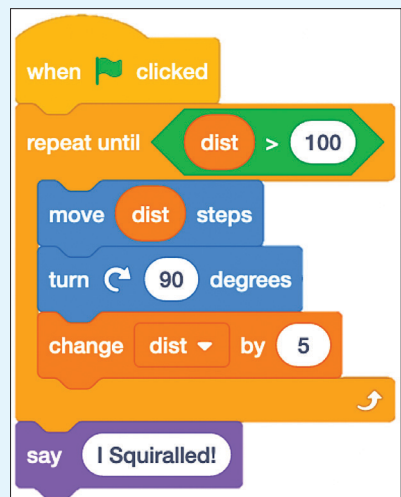 when clicked
repeat until dist > 100
move dist steps
turn 90 degrees
change dist by 5
say I Squiralled!